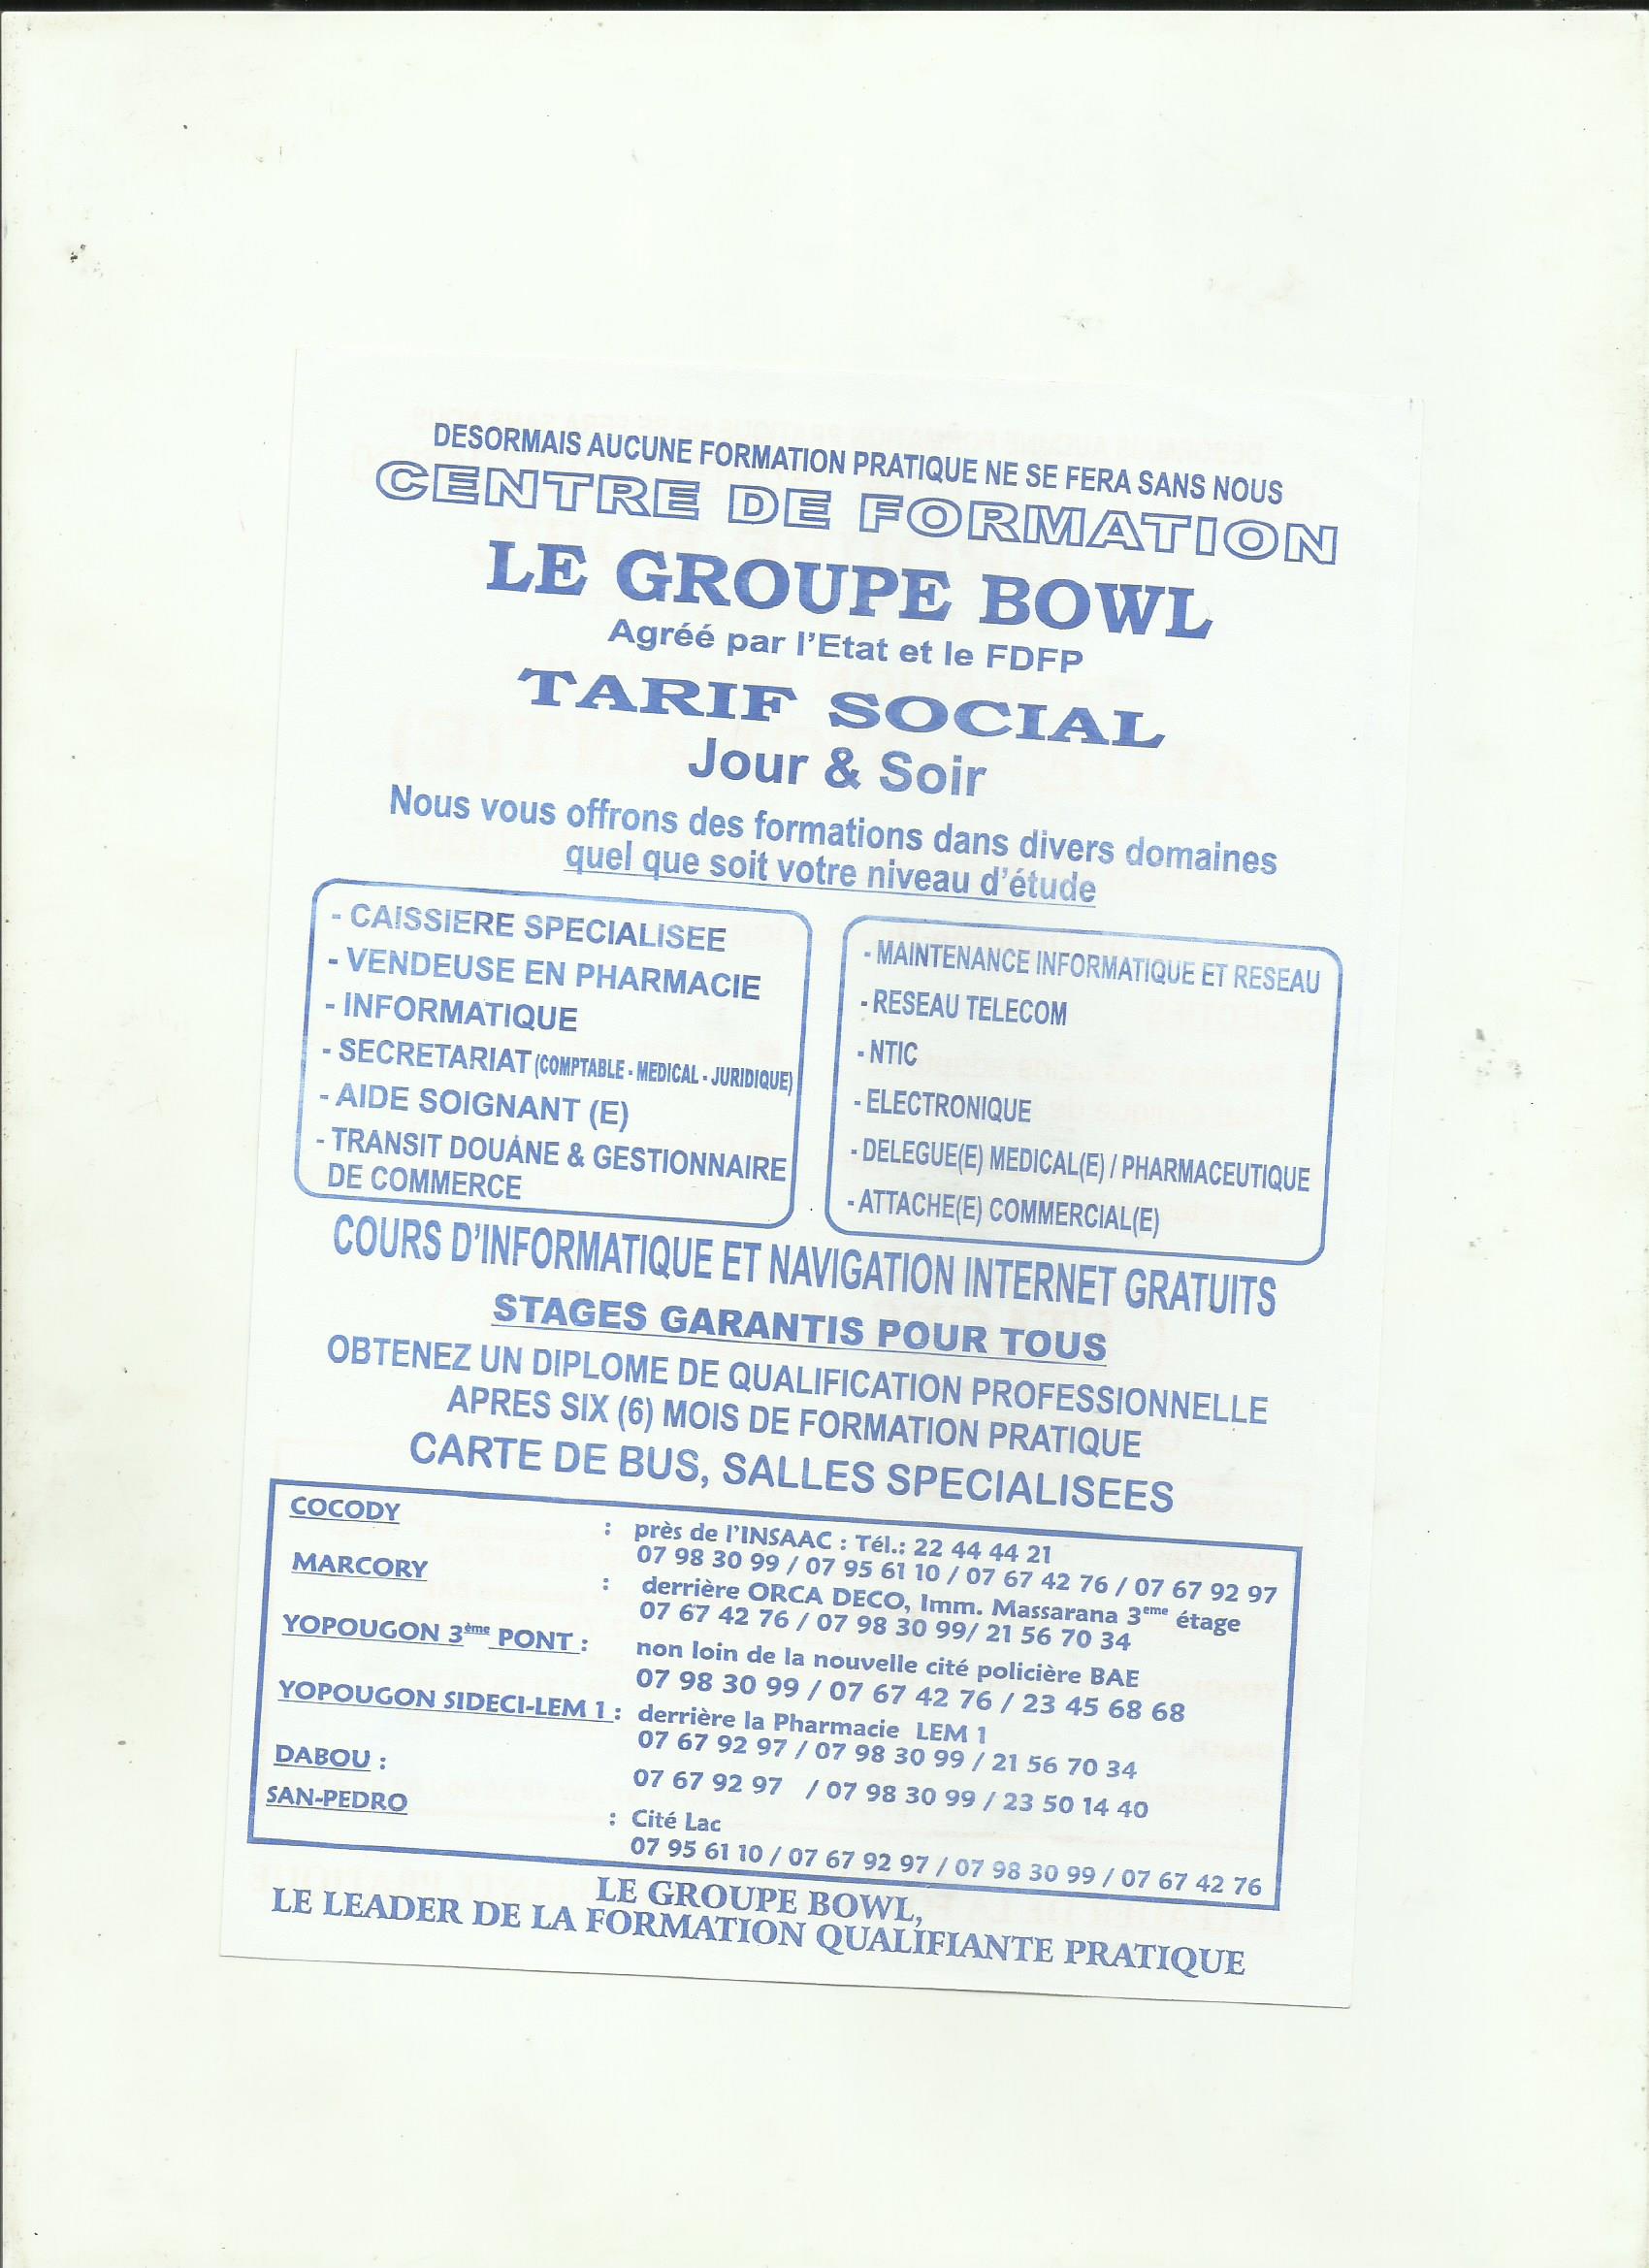 DESORMAIS AUCUNE FORMATION PRATIQUE NE SE FERA SANS NOUS
CENTRE DE FORMATION
LE GROUPE BOWL
Agréé par l'Etat et le FDFP
TARIF SOCIAL
Jour & Soir
Nous vous offrons des formations dans divers domaines
quel que soit votre niveau d'étude
- CAISSIERE SPECIALISEE
- VENDEUSE EN PHARMACIE
- INFORMATIQUE
- SECRETARIAT (COMPTABLE - MEDICAL - JURIDIQUE)
- AIDE SOIGNANT (E)
- TRANSIT DOUANE & GESTIONNAIRE
DE COMMERCE
- MAINTENANCE INFORMATIQUE ET RESEAU
- RESEAU TELECOM
- NTIC
- ELECTRONIQUE
- DELEGUE(E) MEDICAL(E) / PHARMACEUTIQUE
- ATTACHE(E) COMMERCIAL(E)
COURS D'INFORMATIQUE ET NAVIGATION INTERNET GRATUITS
STAGES GARANTIS POUR TOUS
OBTENEZ UN DIPLOME DE QUALIFICATION PROFESSIONNELLE
APRES SIX (6) MOIS DE FORMATION PRATIQUE
CARTE DE BUS, SALLES SPECIALISEES
COCODY : près de l'INSAAC : Tél.: 22 44 44 21
07 98 30 99 / 07 95 61 10 / 07 67 42 76 / 07 67 92 97
MARCORY : derrière ORCA DECO, Imm. Massarana 3eme étage
07 67 42 76 / 07 98 30 99/ 21 56 70 34
YOPOUGON 3ème PONT : non loin de la nouvelle cité policière BAE
07 98 30 99 / 07 67 42 76 / 23 45 68 68
YOPOUGON SIDECI-LEM 1 : derrière la Pharmacie LEM 1
07 67 92 97 / 07 98 30 99 / 21 56 70 34
DABOU : 07 67 92 97 / 07 98 30 99 / 23 50 14 40
SAN-PEDRO : Cité Lac
07 95 61 10 / 07 67 92 97 / 07 98 30 99 / 07 67 42 76
LE GROUPE BOWL,
LE LEADER DE LA FORMATION QUALIFIANTE PRATIQUE